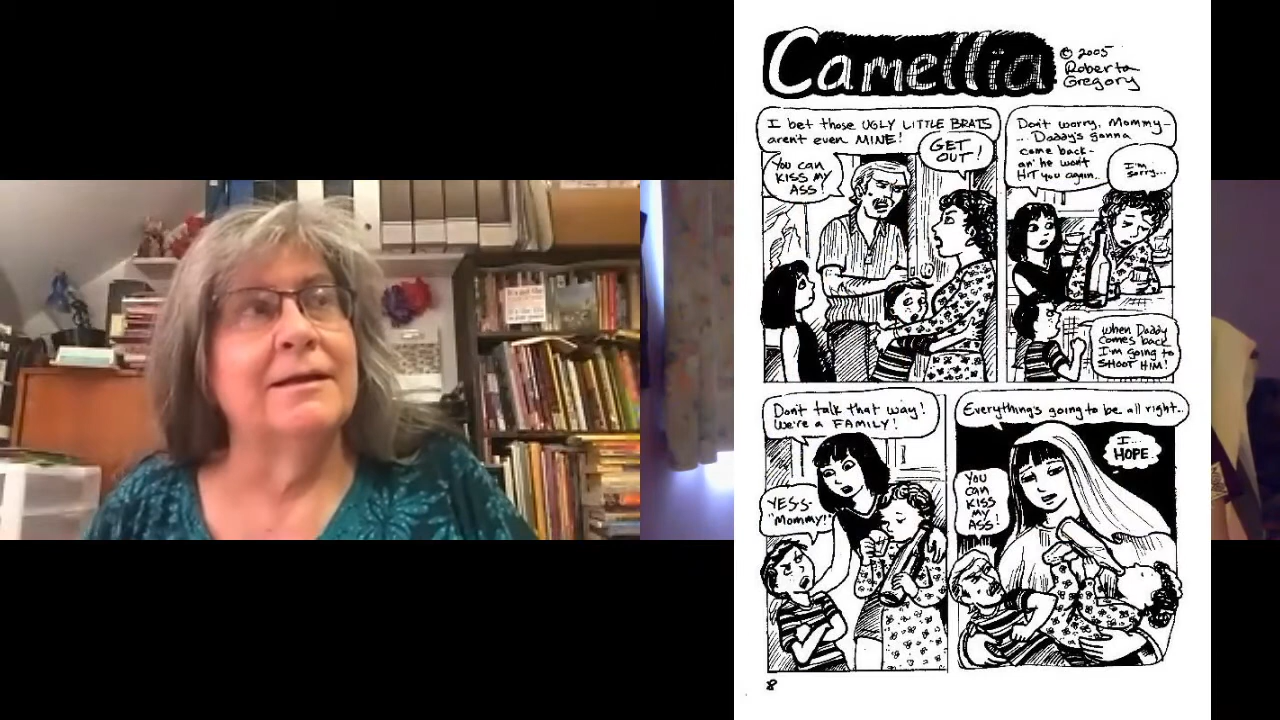 Camellia
© 2005
Roberta
Gregory
I bet those UGLY LITTLE BRATS
aren't even MINE!
GET
OUT!
You can
KISS MY
ASS!
Don't worry, Mommy-
... Daddy's gonna
come back-
an' he won't
HIT you again..
I'm
sorry...
When Daddy
comes back
I'm going to
SHOOT HIM!
Don't talk that way!
We're a FAMILY!
YESS-
"Mommy!"
Everything's going to be all right..
I...
HOPE.
YOU
CAN
KISS
MY
ASS!
8